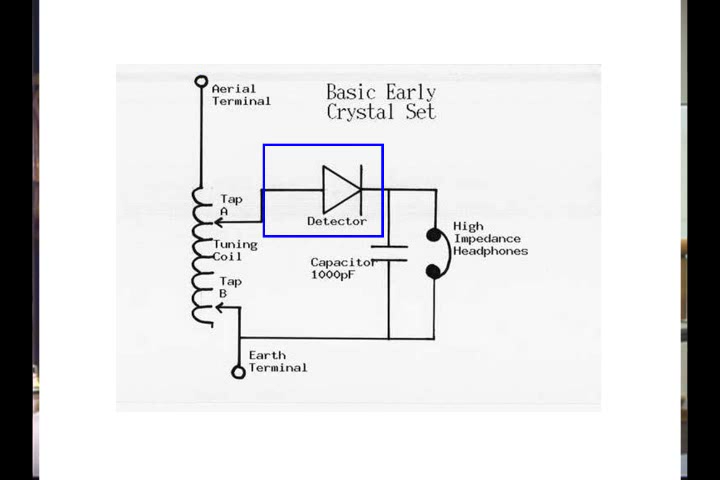 Basic Early
Crystal Set
Aerial
Terminal
Tap
A
Detector
Tuning
Coil
High
Impedance
Headphones
Capacitor
1000pF
Tap
B
Earth
Terminal